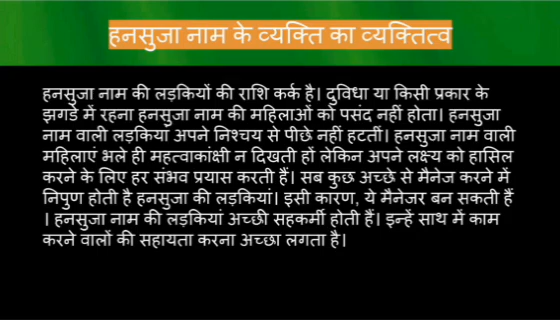 हनसुजा नाम के व्यक्ति का व्यक्तित्व
हनसुजा नाम की लड़कियों की राशि कर्क है। दुविधा या किसी प्रकार के
झगडे में रहना हनसुजा नाम की महिलाओं को पसंद नहीं होता। हनसुजा
नाम वाली लड़कियां अपने निश्चय से पीछे नहीं हटतीं। हनसुजा नाम वाली
महिलाएं भले ही महत्वाकांक्षी न दिखती हों लेकिन अपने लक्ष्य को हासिल
करने के लिए हर संभव प्रयास करती हैं। सब कुछ अच्छे से मैनेज करने में
निपुण होती है हनसुजा की लड़कियां। इसी कारण, ये मैनेजर बन सकती हैं
। हनसुजा नाम की लड़कियां अच्छी सहकर्मी होती हैं। इन्हें साथ में काम
करने वालों की सहायता करना अच्छा लगता है।